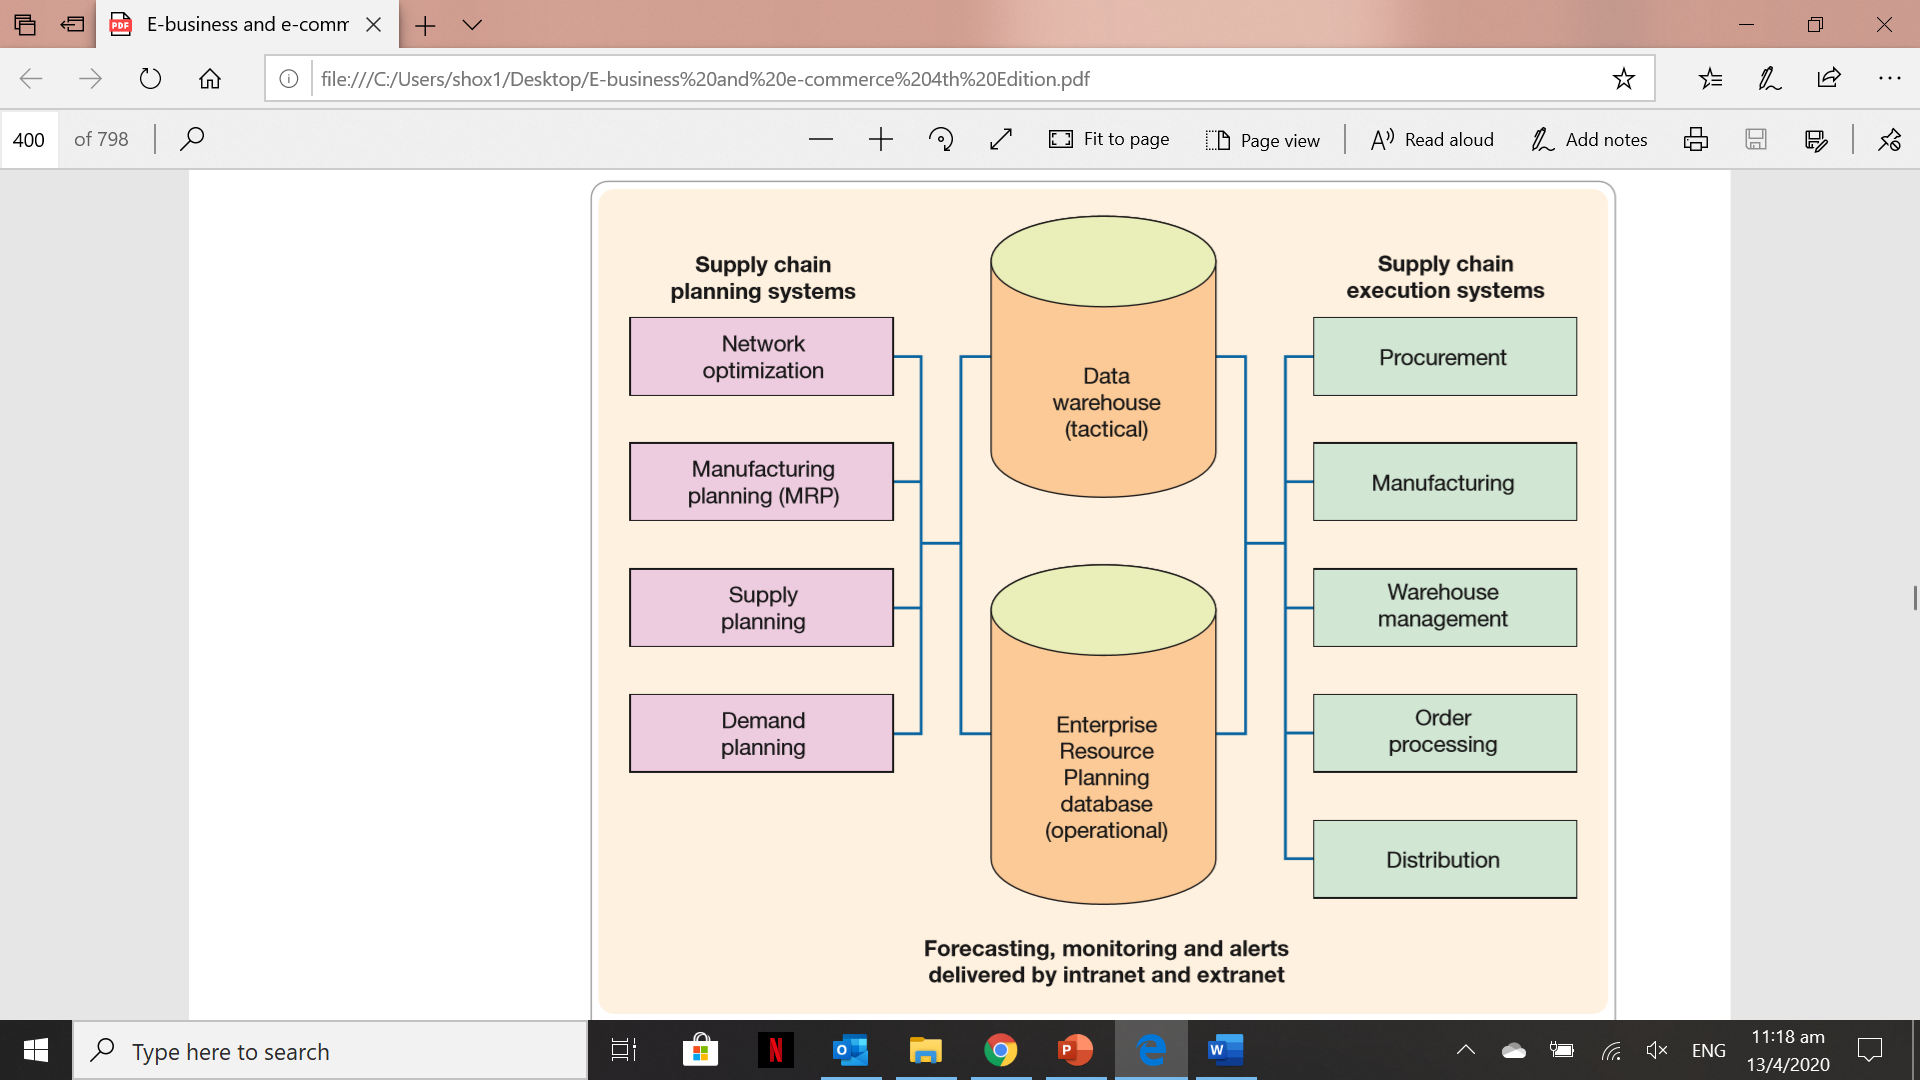 E-business and e-comm
file:///C:/Users/shox1/Desktop/E-business%20and%20e-commerce%204th%20Edition.pdf
400 of 798
Fit to page
Page view
Read aloud
Add notes
Supply chain
planning systems
Network
optimization
Manufacturing
planning (MRP)
Supply
planning
Demand
planning
Data
warehouse
(tactical)
Enterprise
Resource
Planning
database
(operational)
Supply chain
execution systems
Procurement
Manufacturing
Warehouse
management
Order
processing
Distribution
Forecasting, monitoring and alerts
delivered by intranet and extranet
Type here to search
ENG
11:18 am
13/4/2020